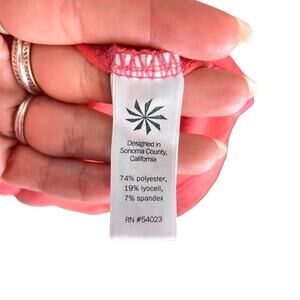 Designed in
Sonoma County,
California
74% polyester,
19% lyocell,
7% spandex
RN #54023